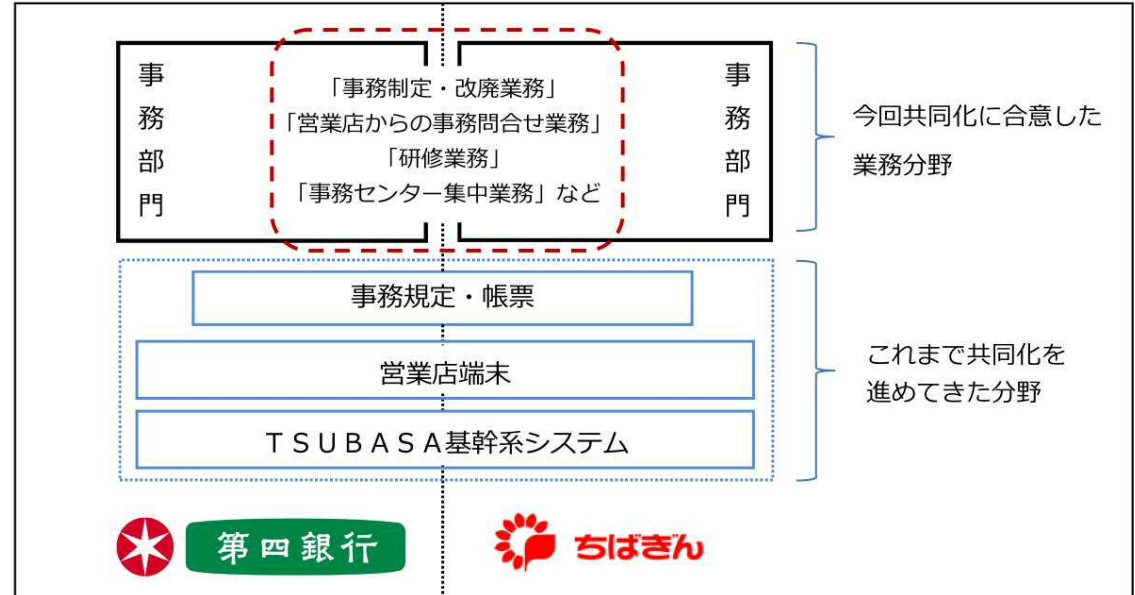 事務部門
「事務制定・改廃業務」
「営業店からの事務問合せ業務」
「研修業務」
「事務センター集中業務」など
事務部門
今回共同化に合意した
業務分野
事務規定・帳票
営業店端末
ＴＳＵＢＡＳＡ基幹系システム
これまで共同化を
進めてきた分野
第四銀行
ちばぎん